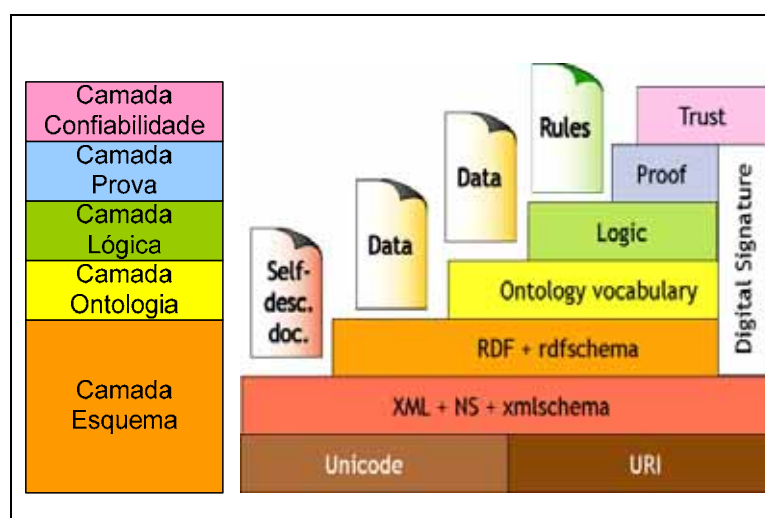 Camada
Confiabilidade
Camada
Prova
Camada
Lógica
Camada
Ontologia
Camada
Esquema
Self-
desc.
doc.
Data
Data
Rules
Trust
Proof
Logic
Ontology vocabulary
RDF + rdfschema
XML + NS + xmlschema
Unicode
URI
Digital Signature